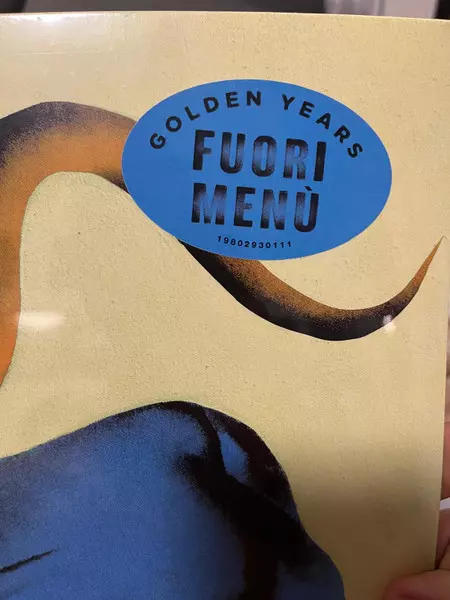 GOLDEN YEARS
FUORI
MENÙ
19802930111